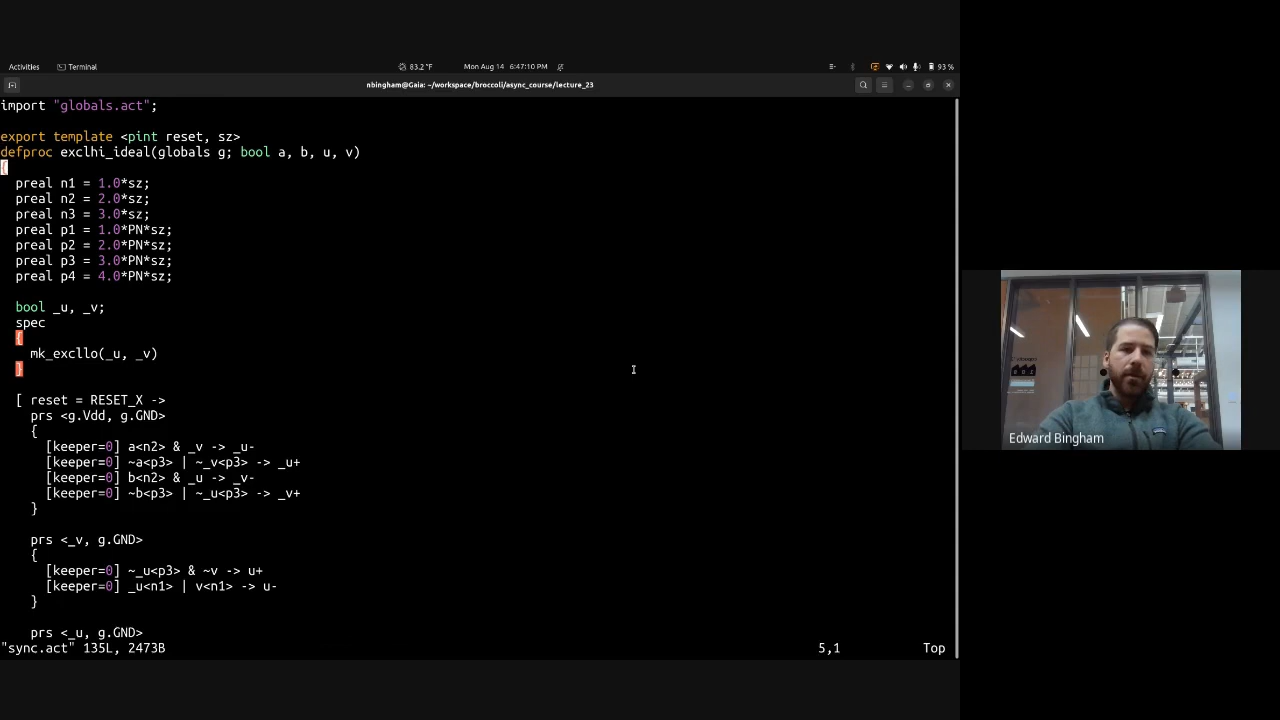 Activities Terminal 83.2 °F Mon Aug 14 6:47:10 PM 93 %
nbingham@Gaia: ~/workspace/broccoli/async_course/lecture_23
import "globals.act";
export template <pint reset, sz>
defproc exclhi_ideal(globals g; bool a, b, u, v)
{
preal n1 = 1.0*sz;
preal n2 = 2.0*sz;
preal n3 = 3.0*sz;
preal p1 = 1.0*PN*sz;
preal p2 = 2.0*PN*sz;
preal p3 = 3.0*PN*sz;
preal p4 = 4.0*PN*sz;
bool _u, _v;
spec
{
mk_excllo(_u, _v)
}
[ reset = RESET_X ->
prs <g.Vdd, g.GND>
{
[keeper=0] a<n2> & _v -> _u-
[keeper=0] ~a<p3> | ~_v<p3> -> _u+
[keeper=0] b<n2> & _u -> _v-
[keeper=0] ~b<p3> | ~_u<p3> -> _v+
}
prs <_v, g.GND>
{
[keeper=0] ~_u<p3> & ~v -> u+
[keeper=0] _u<n1> | v<n1> -> u-
}
prs <_u, g.GND>
"sync.act" 135L, 2473B 5,1 Top
Edward Bingham